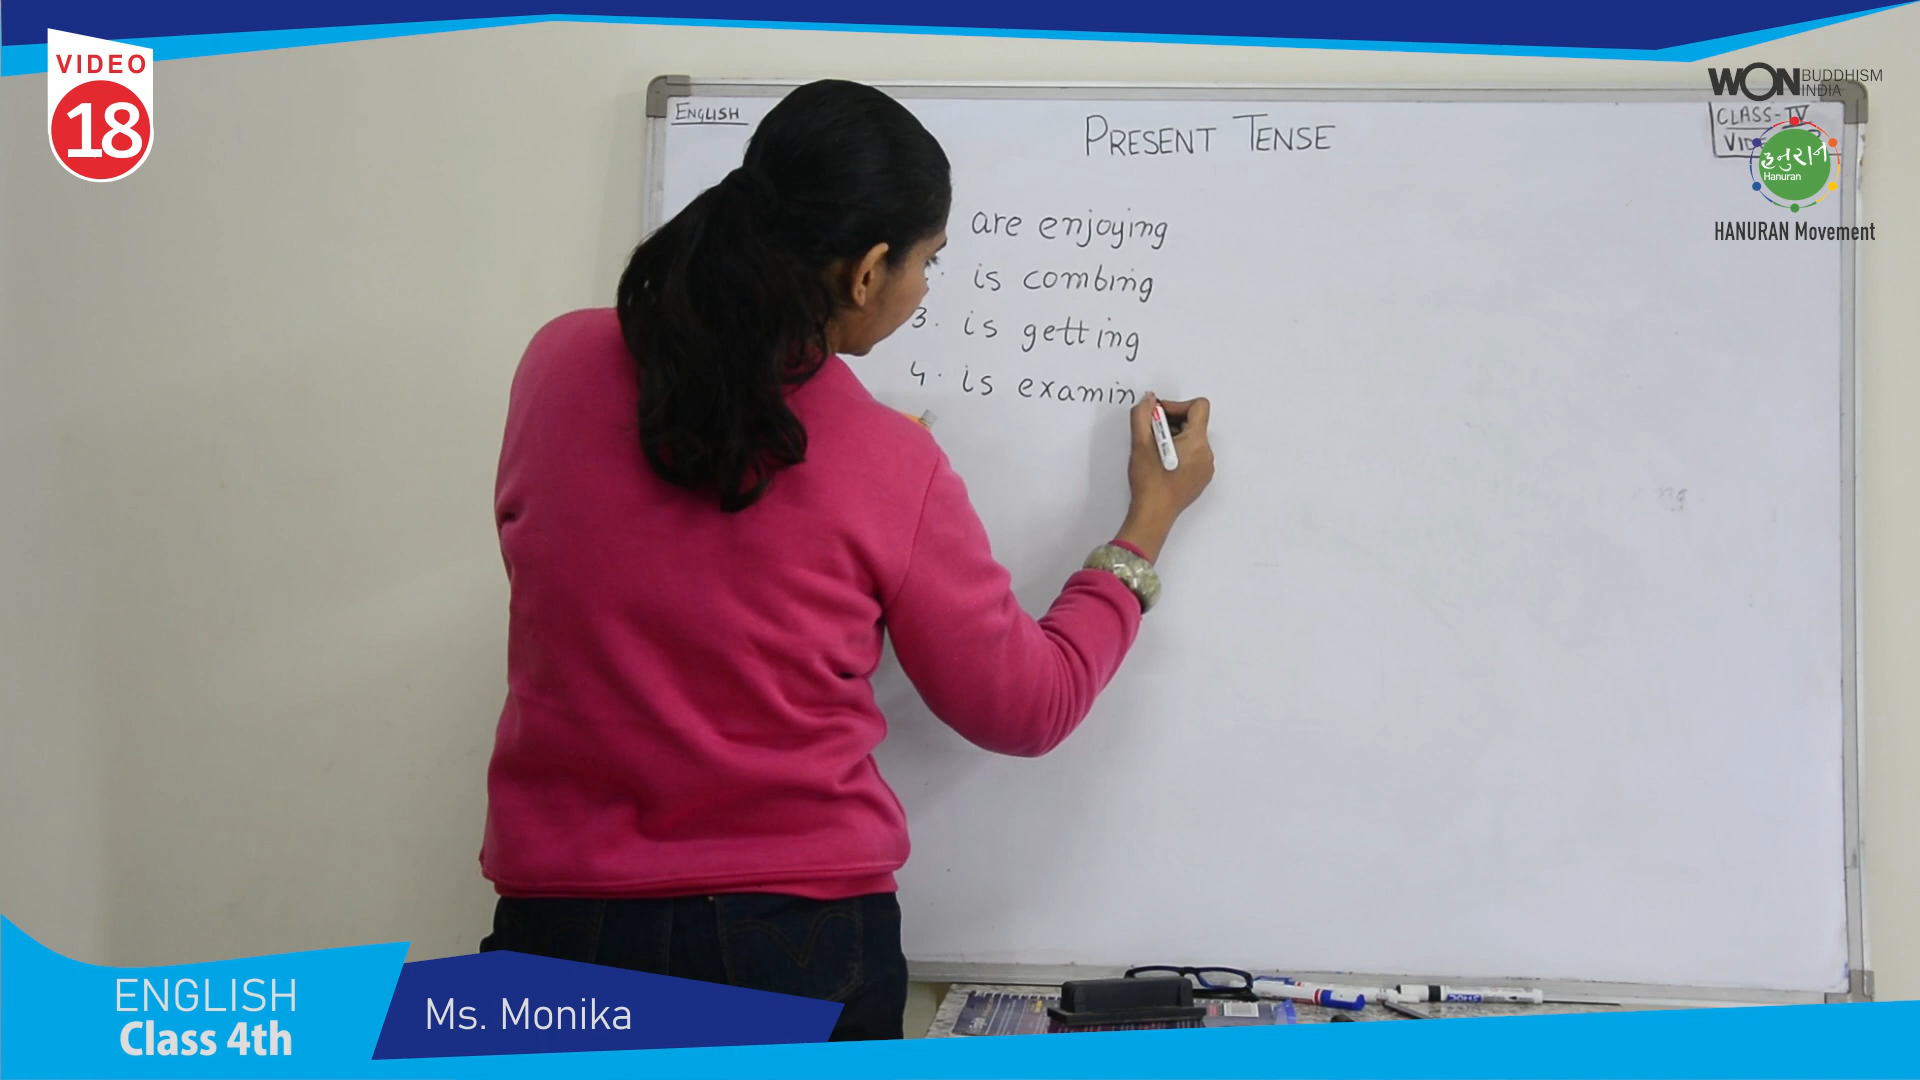 VIDEO
18
WON BUDDHISM INDIA
ENGLISH
PRESENT TENSE
CLASS-IV
Hanuran
HANURAN Movement
are enjoying
is combing
3. is getting
4. is examin
ENGLISH
Class 4th
Ms. Monika